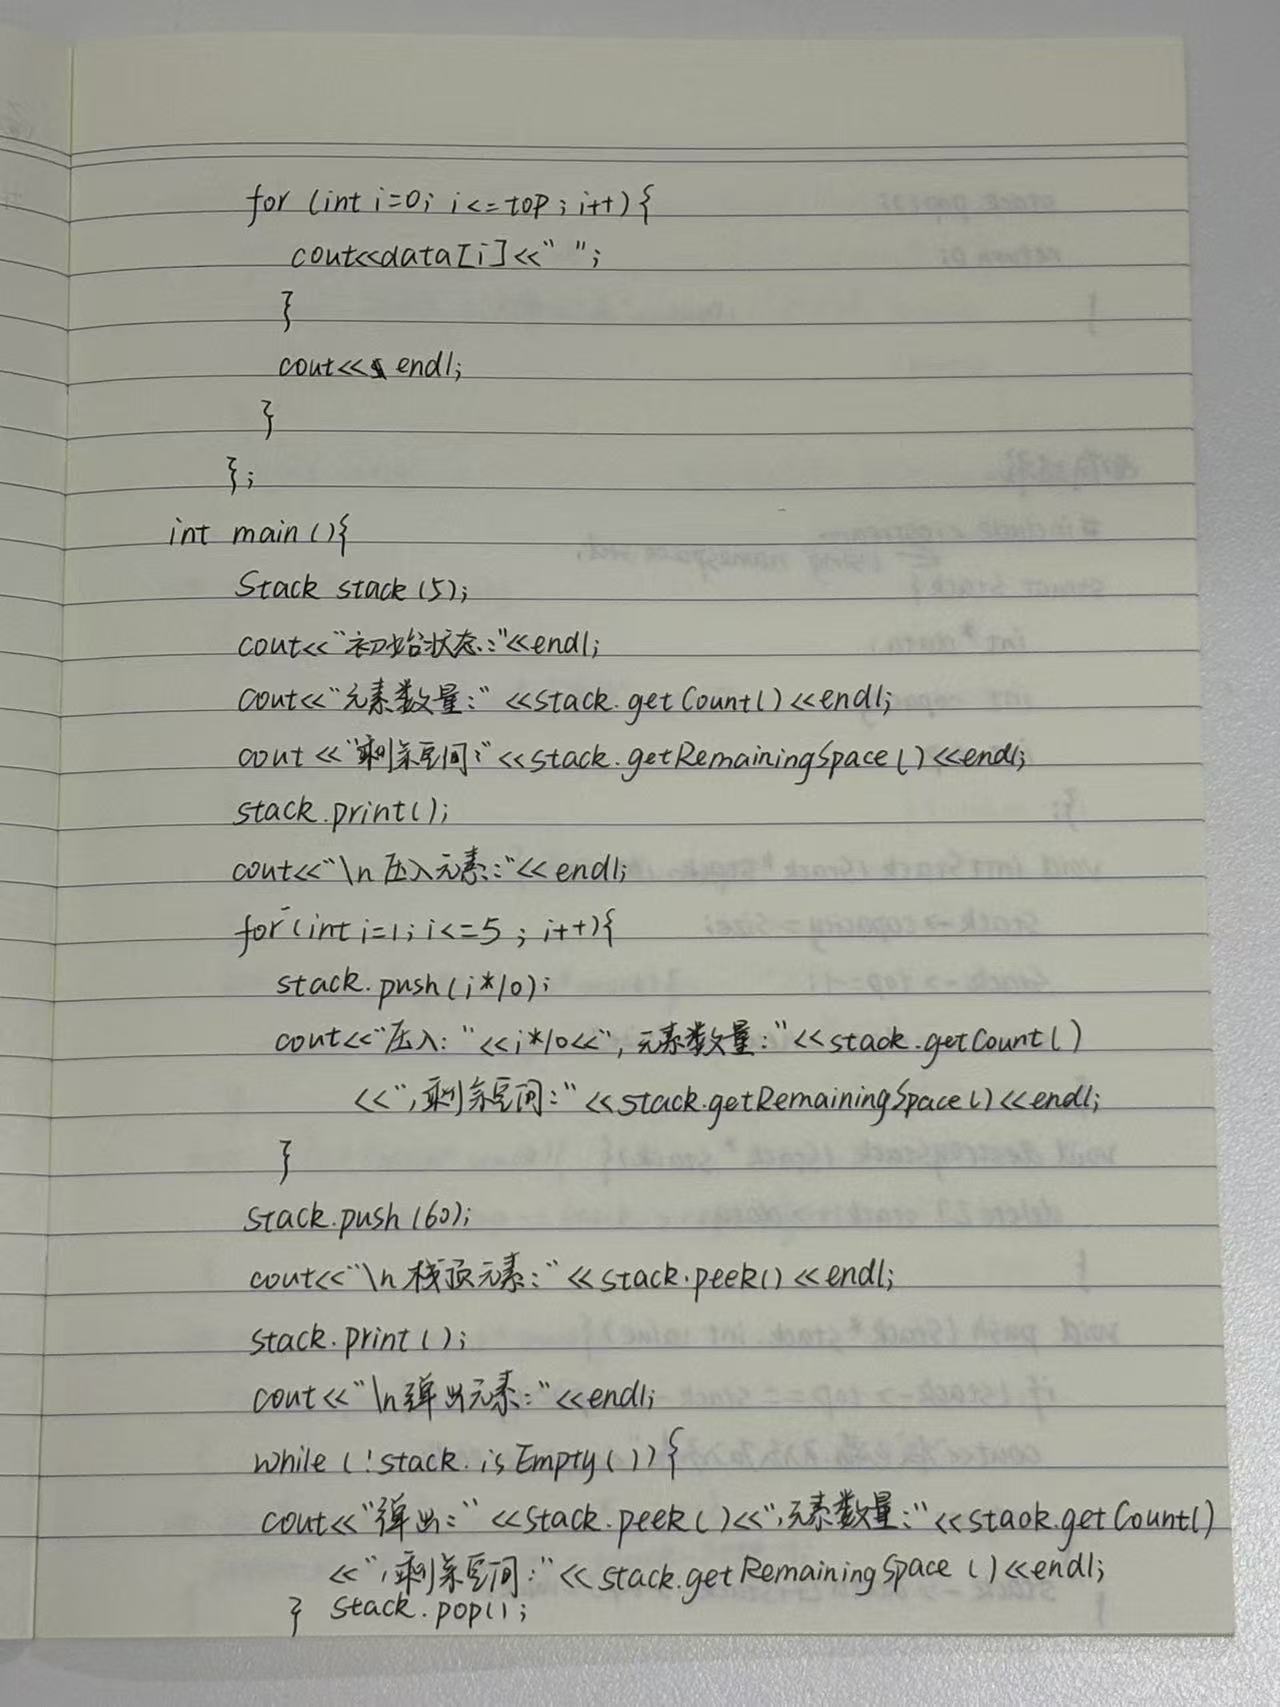 for (int i=0; i<=top; i++){
cout<<data[i]<<" ";
}
cout<< endl;
}
};
int main(){
Stack stack(5);
cout<<"初始状态:"<<endl;
cout<<"元素数量:"<<stack.getCount()<<endl;
cout<<"剩余空间:"<<stack.getRemainingSpace()<<endl;
stack.print();
cout<<"\n压入元素:"<<endl;
for(int i=1; i<=5; i++){
stack.push(i*10);
cout<<"压入: "<<i*10<<", 元素数量:"<<stack.getCount()
<<", 剩余空间:"<<stack.getRemainingSpace()<<endl;
}
stack.push(60);
cout<<"\n栈顶元素:"<<stack.peek()<<endl;
stack.print();
cout<<"\n弹出元素:"<<endl;
while (!stack.isEmpty()){
cout<<"弹出:"<<stack.peek()<<",元素数量:"<<stack.getCount()
<<",剩余空间:"<<stack.getRemainingSpace()<<endl;
} stack.pop();